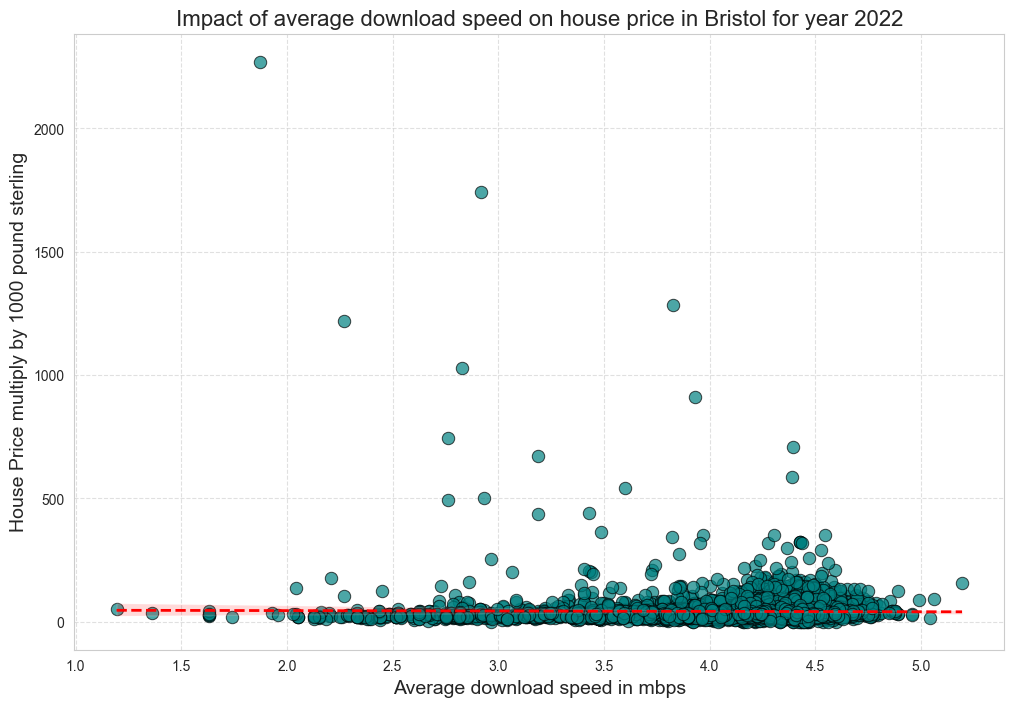 Impact of average download speed on house price in Bristol for year 2022
House Price multiply by 1000 pound sterling
2000
1500
1000
500
0
1.0 1.5 2.0 2.5 3.0 3.5 4.0 4.5 5.0
Average download speed in mbps